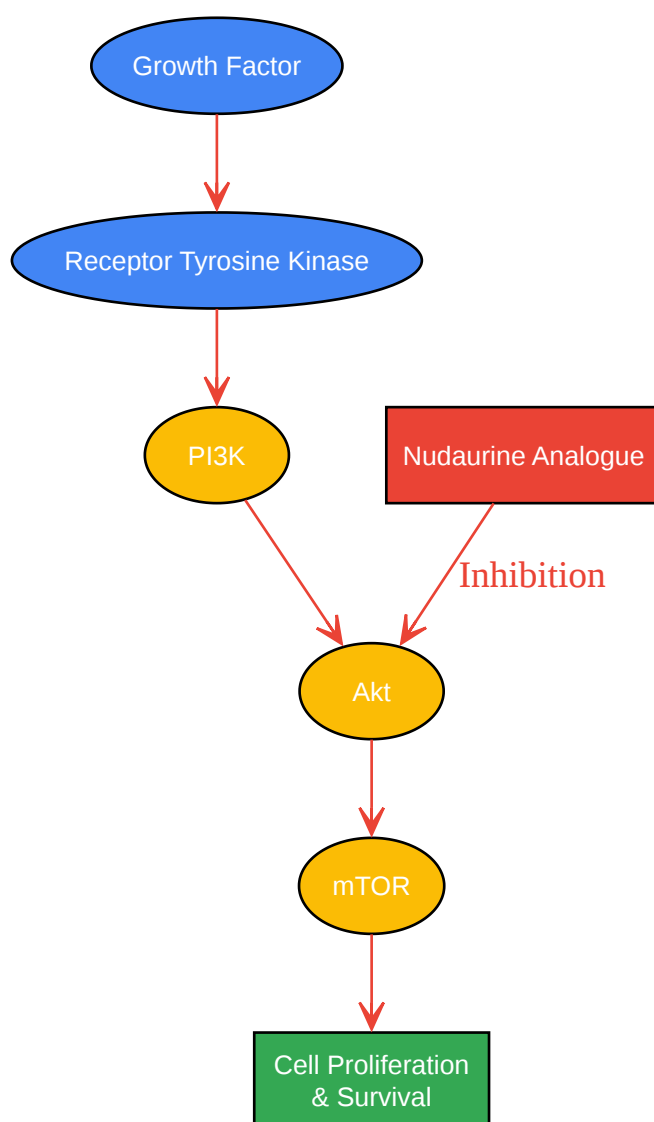 Growth Factor
Receptor Tyrosine Kinase
PI3K
Nudaurine Analogue
Inhibition
Akt
mTOR
Cell Proliferation
& Survival